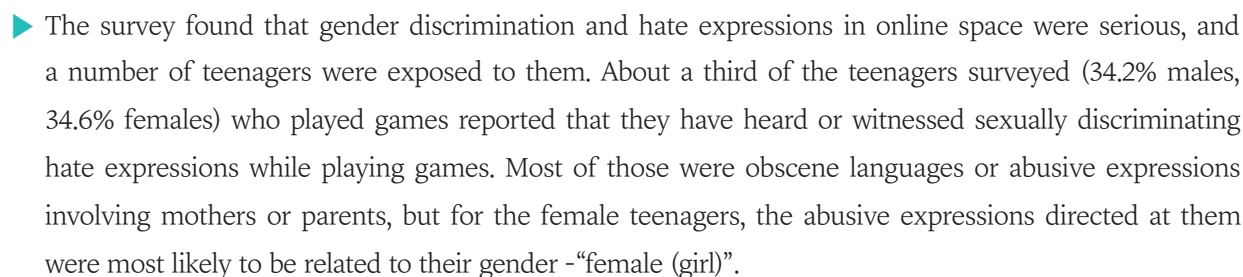 The survey found that gender discrimination and hate expressions in online space were serious, and
a number of teenagers were exposed to them. About a third of the teenagers surveyed (34.2% males,
34.6% females) who played games reported that they have heard or witnessed sexually discriminating
hate expressions while playing games. Most of those were obscene languages or abusive expressions
involving mothers or parents, but for the female teenagers, the abusive expressions directed at them
were most likely to be related to their gender -“female (girl)”.